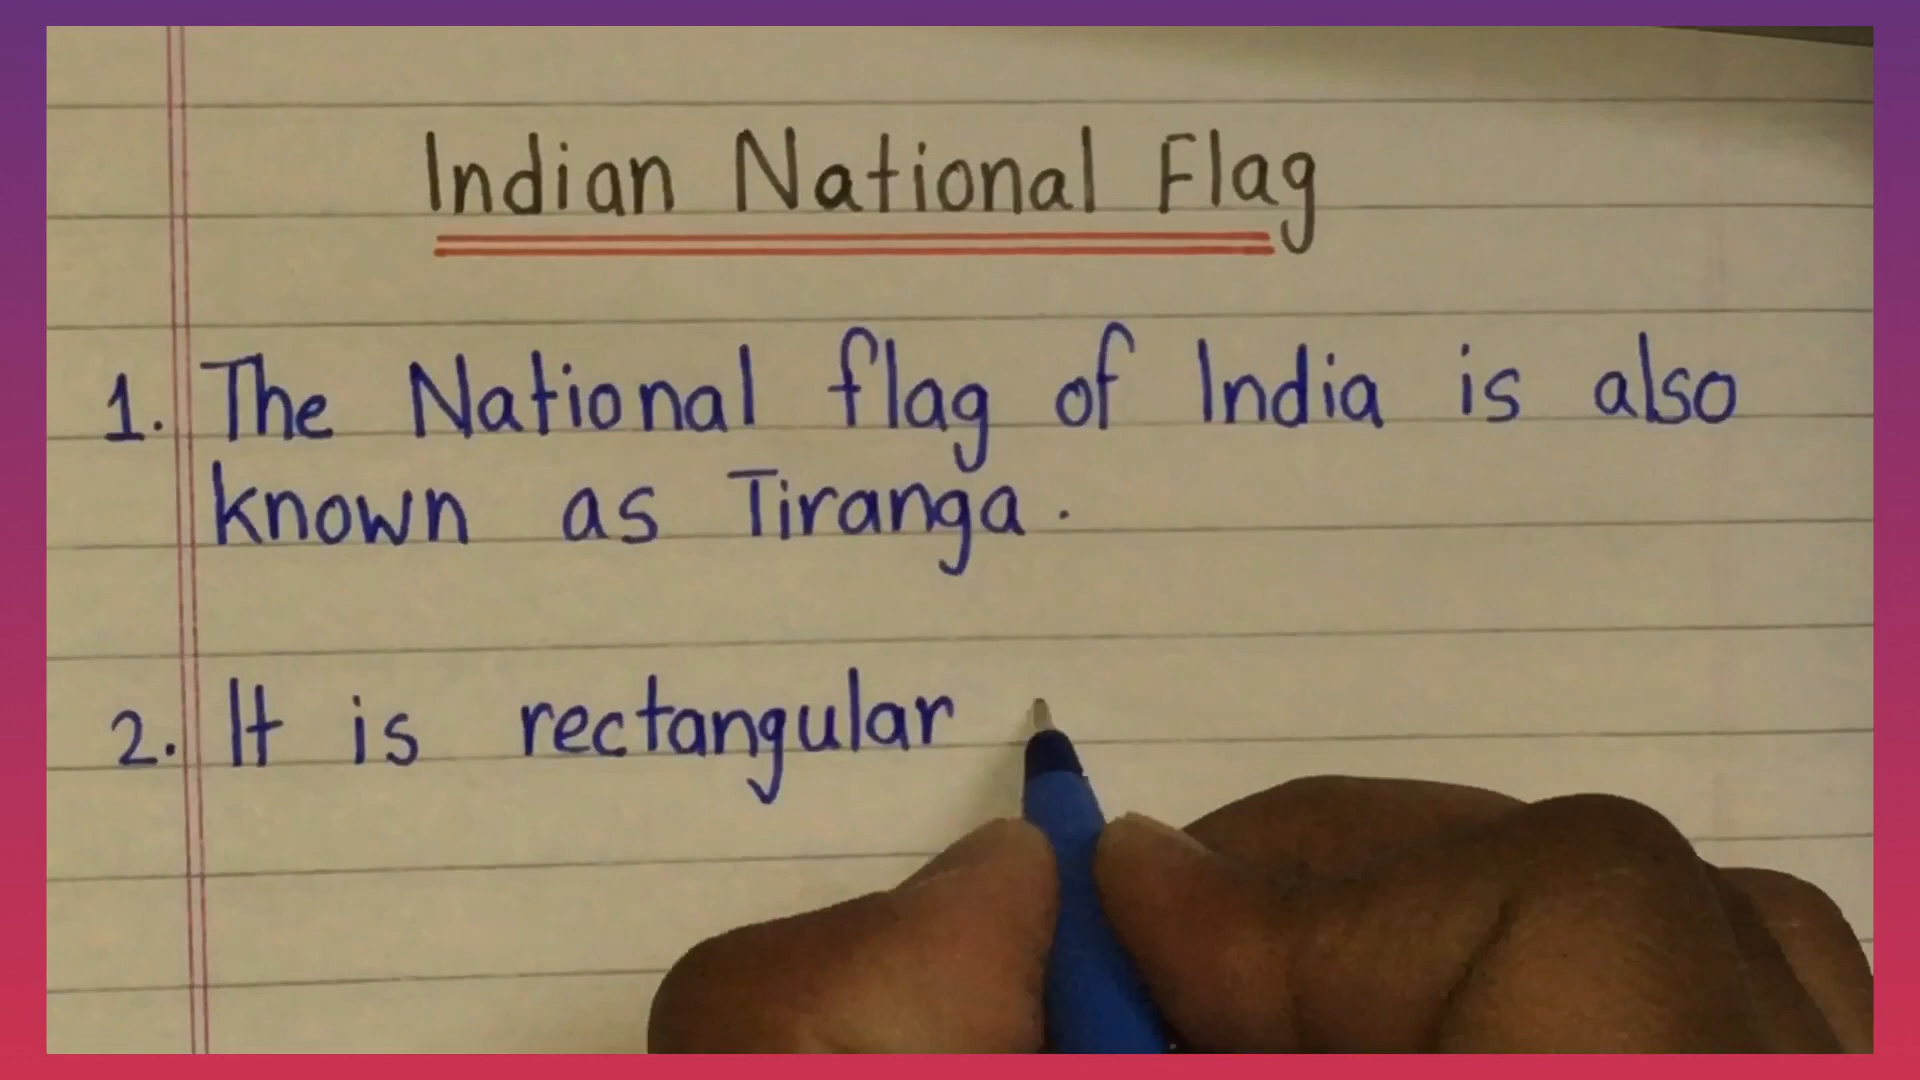 Indian National Flag
1. The National flag of India is also
known as Tiranga.
2. It is rectangular